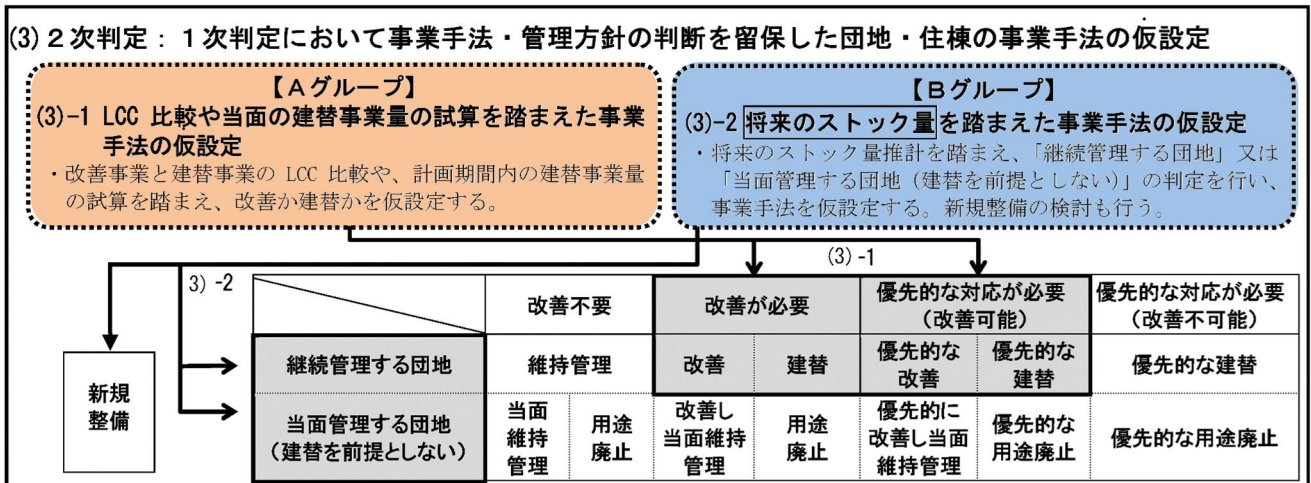 (3) 2次判定： 1次判定において事業手法・管理方針の判断を留保した団地・住棟の事業手法の仮設定
【Aグループ】
(3)-1 LCC 比較や当面の建替事業量の試算を踏まえた事業
手法の仮設定
・改善事業と建替事業の LCC 比較や、計画期間内の建替事業量
の試算を踏まえ、改善か建替かを仮設定する。
【Bグループ】
(3)-2 将来のストック量を踏まえた事業手法の仮設定
・将来のストック量推計を踏まえ、「継続管理する団地」又は
「当面管理する団地（建替を前提としない）」の判定を行い、
事業手法を仮設定する。新規整備の検討も行う。
3) -2
(3) -1
新規
整備
改善不要
改善が必要
優先的な対応が必要
（改善可能）
優先的な対応が必要
（改善不可能）
継続管理する団地
維持管理
改善
建替
優先的な
改善
優先的な
建替
優先的な建替
当面管理する団地
（建替を前提としない）
当面
維持
管理
用途
廃止
改善し
当面維持
管理
用途
廃止
優先的に
改善し当面
維持管理
優先的な
用途廃止
優先的な用途廃止